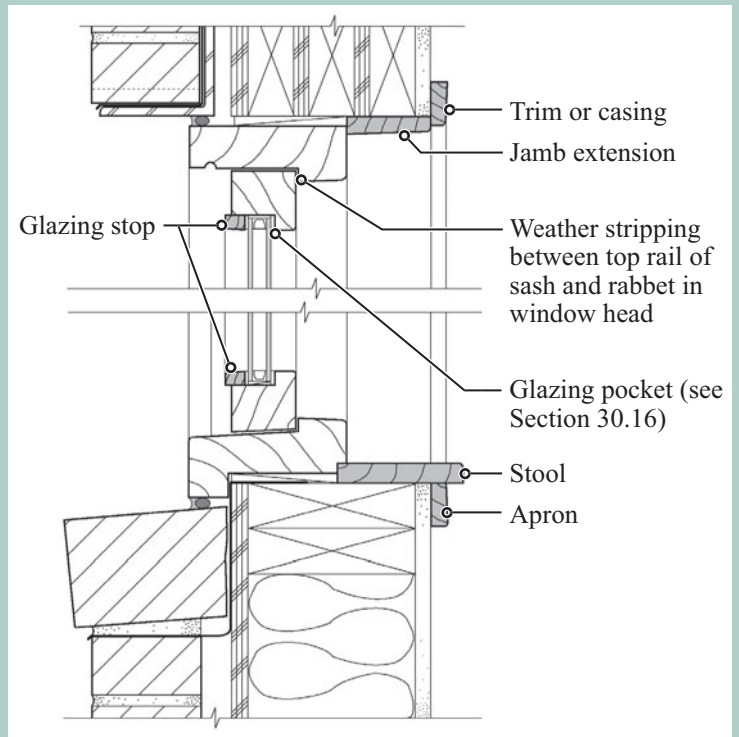 Trim or casing
Jamb extension
Glazing stop
Weather stripping
between top rail of
sash and rabbet in
window head
Glazing pocket (see
Section 30.16)
Stool
Apron